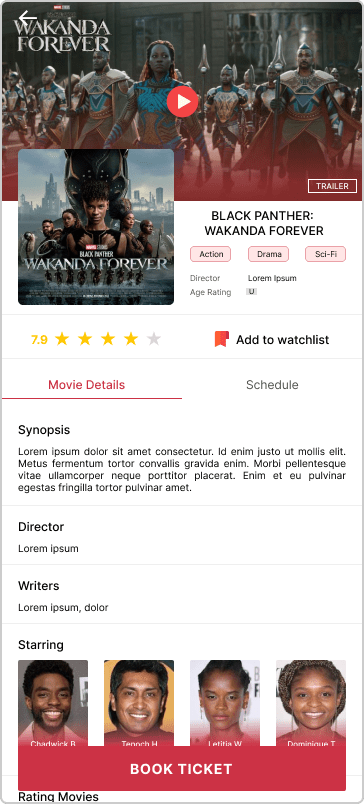 MARVEL STUDIOS
WAKANDA
FOREVER
TRAILER
MARVEL STUDIOS
BLACK PANTHER
WAKANDA FOREVER
BLACK PANTHER:
WAKANDA FOREVER
Action Drama Sci-Fi
Director Lorem Ipsum
Age Rating U
7.9 Add to watchlist
Movie Details Schedule
Synopsis
Lorem ipsum dolor sit amet consectetur. Id enim justo ut mollis elit.
Metus fermentum tortor convallis gravida enim. Morbi pellentesque
vitae ullamcorper neque porttitor placerat. Enim et eu pulvinar
egestas fringilla tortor pulvinar amet.
Director
Lorem ipsum
Writers
Lorem ipsum, dolor
Starring
Chadwick B. Tenoch H. Letitia W. Dominique T.
BOOK TICKET
Rating Movies